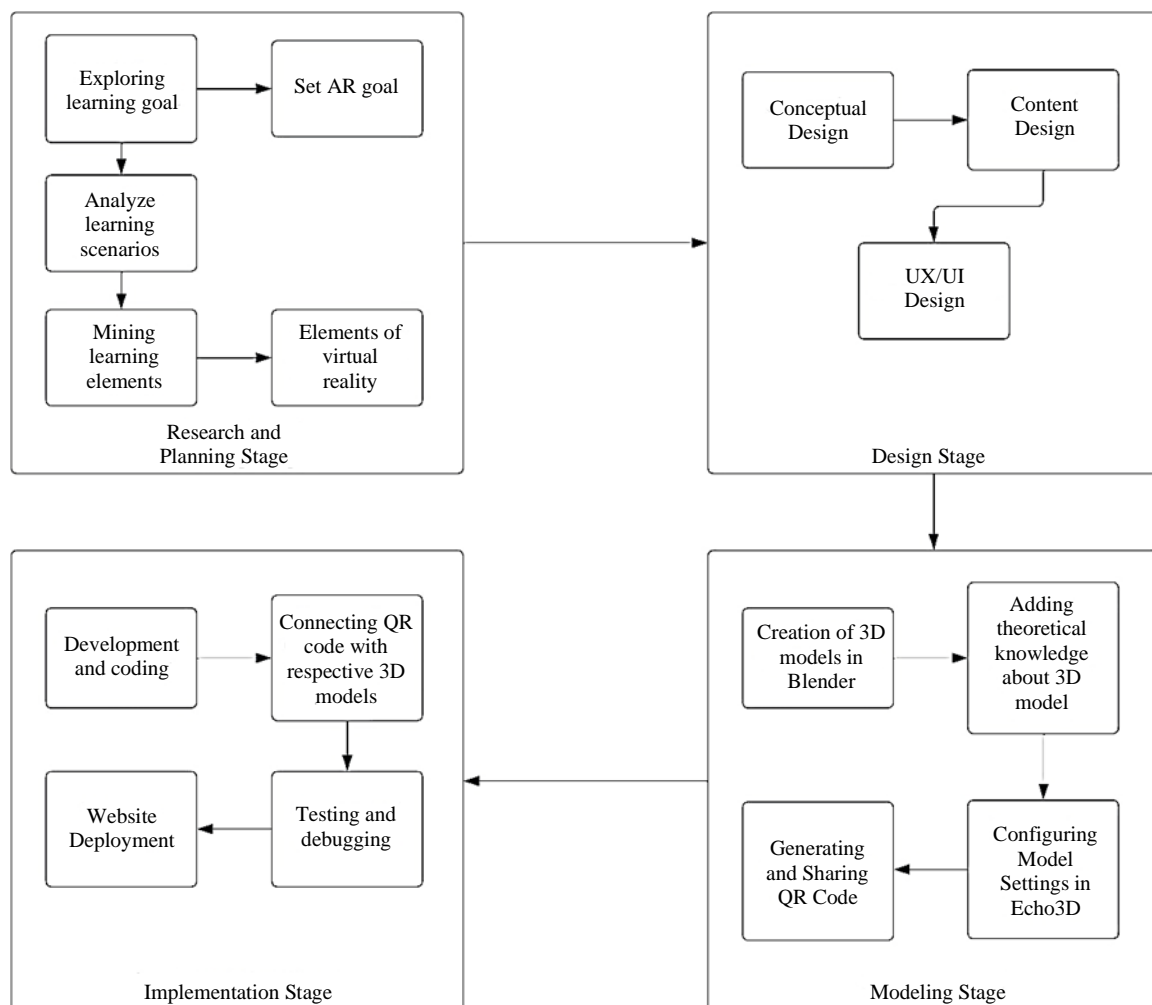 Exploring
learning goal
Set AR goal
Analyze
learning
scenarios
Mining
learning
elements
Elements of
virtual
reality
Research and
Planning Stage
Conceptual
Design
Content
Design
UX/UI
Design
Design Stage
Development
and coding
Connecting QR
code with
respective 3D
models
Website
Deployment
Testing and
debugging
Implementation Stage
Creation of 3D
models in
Blender
Adding
theoretical
knowledge
about 3D
model
Generating
and Sharing
QR Code
Configuring
Model
Settings in
Echo3D
Modeling Stage